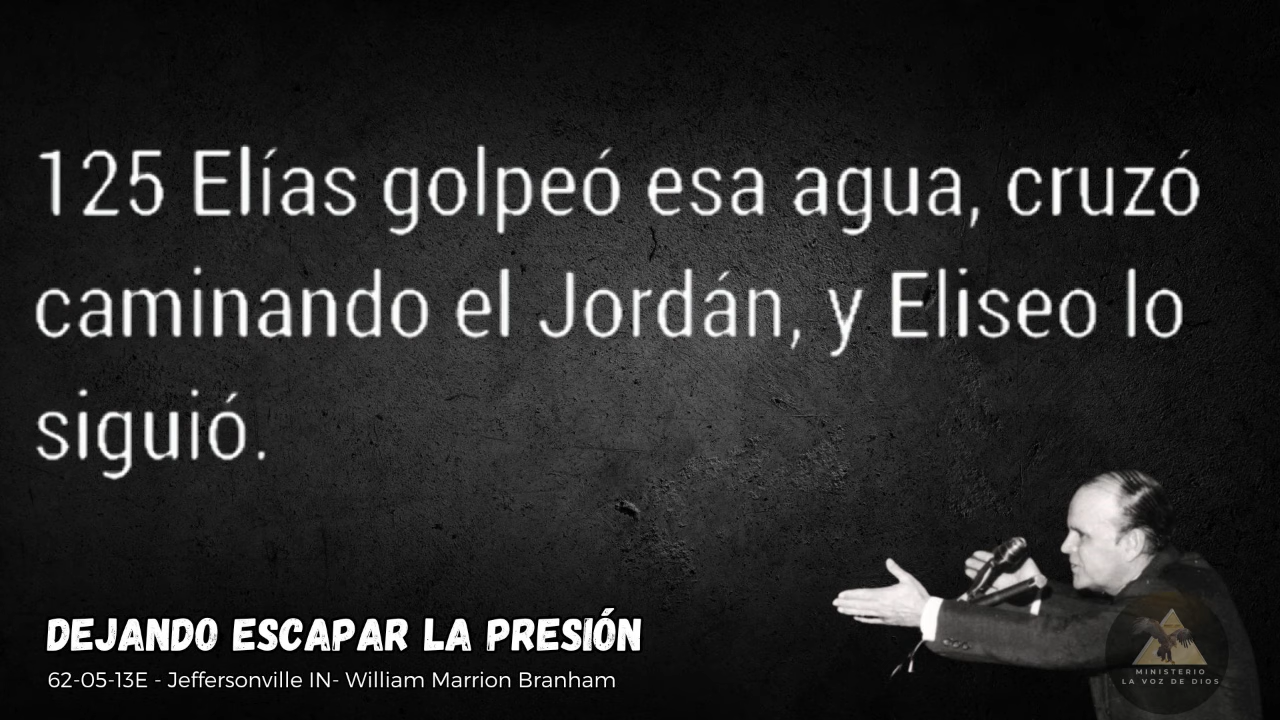 125 Elías golpeó esa agua, cruzó
caminando el Jordán, y Eliseo lo
siguió.
DEJANDO ESCAPAR LA PRESIÓN
62-05-13E - Jeffersonville IN- William Marrion Branham
MINISTERIO
LA VOZ DE DIOS